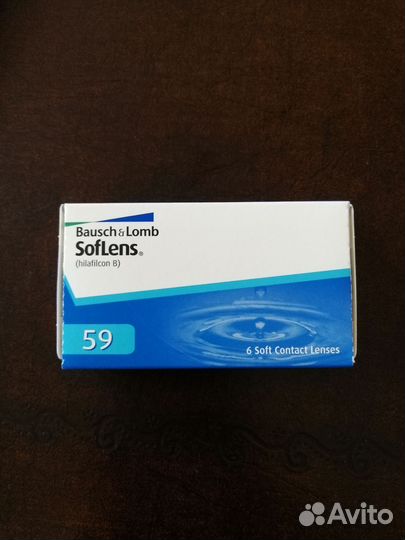 Bausch & Lomb
SofLens®
(hilafilcon B)
59
6 Soft Contact Lenses
Avito